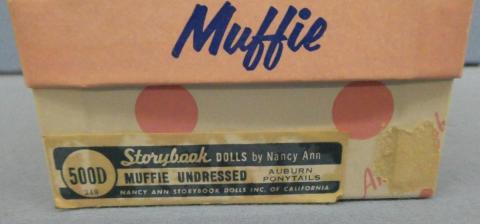 Muffie
500D
Storybook DOLLS by Nancy Ann
MUFFIE UNDRESSED
AUBURN
PONYTAILS
NANCY ANN STORYBOOK DOLLS INC. OF CALIFORNIA